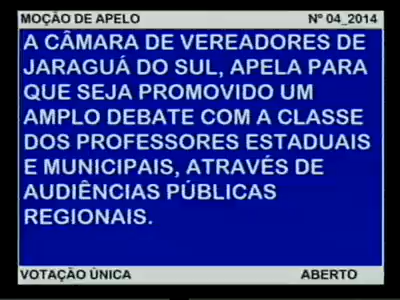 MOÇÃO DE APELO Nº 04_2014
A CÂMARA DE VEREADORES DE
JARAGUÁ DO SUL, APELA PARA
QUE SEJA PROMOVIDO UM
AMPLO DEBATE COM A CLASSE
DOS PROFESSORES ESTADUAIS
E MUNICIPAIS, ATRAVÉS DE
AUDIÊNCIAS PÚBLICAS
REGIONAIS.
VOTAÇÃO ÚNICA ABERTO